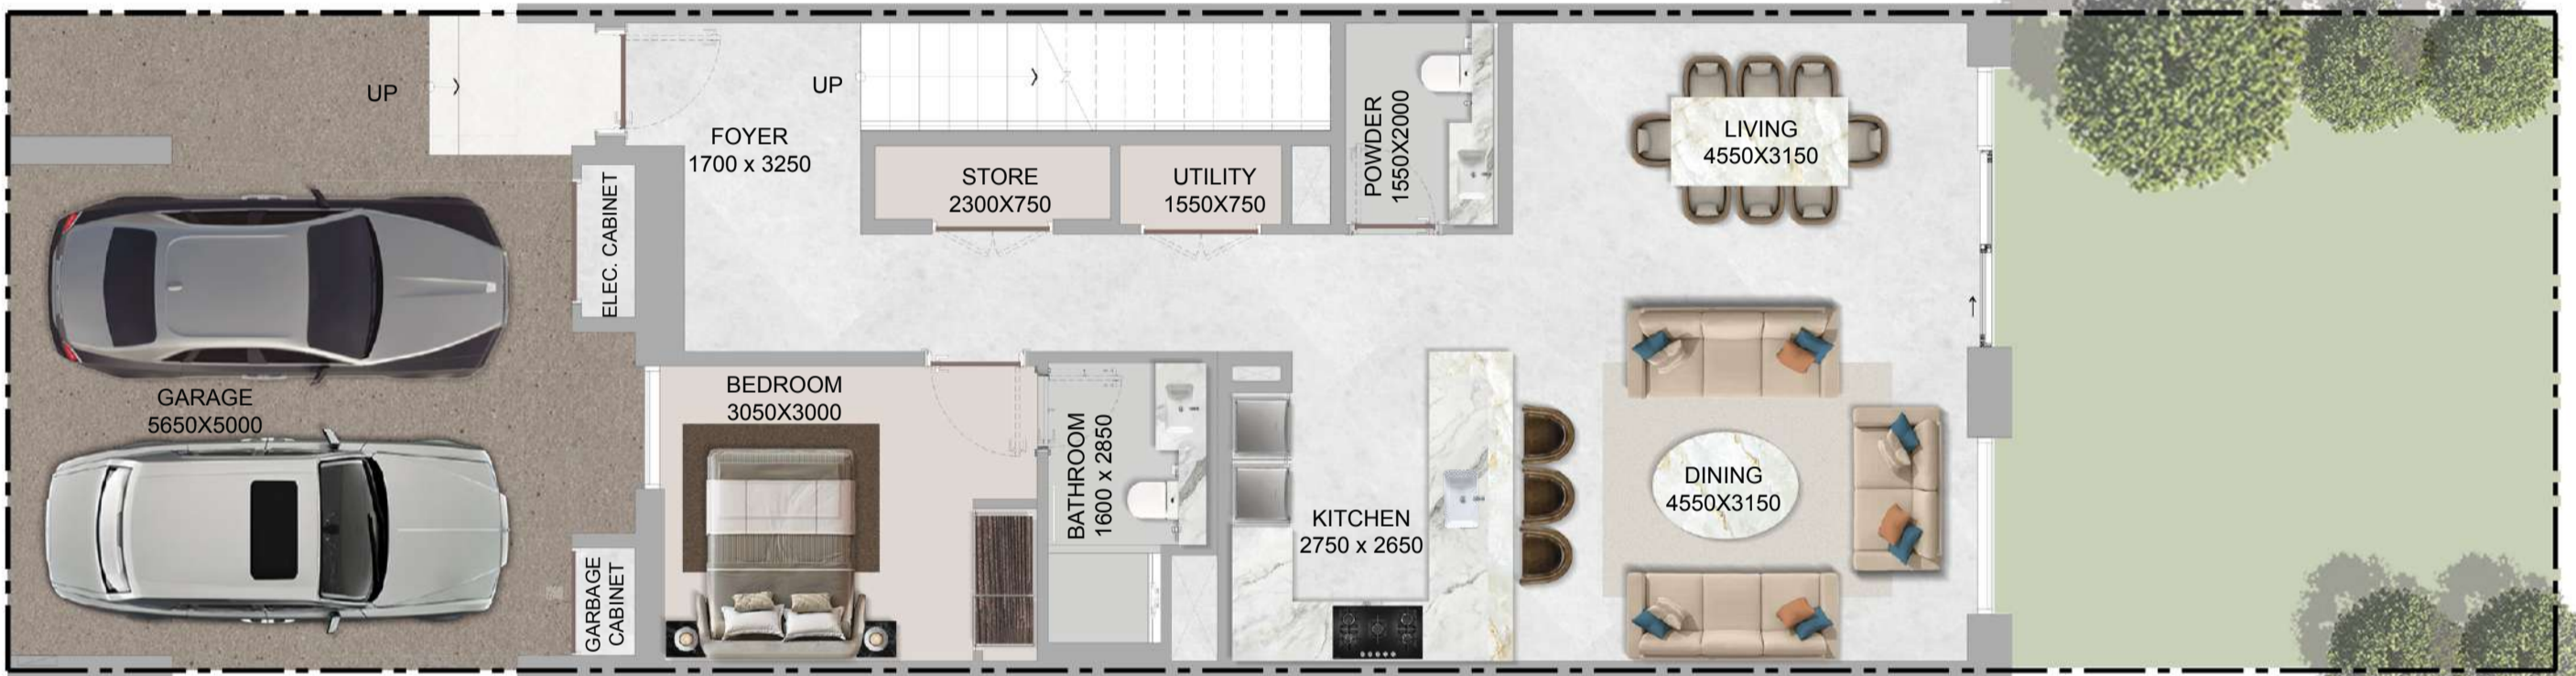 UP
UP
FOYER
1700 x 3250
STORE
2300X750
UTILITY
1550X750
POWDER
1550X2000
LIVING
4550X3150
ELEC. CABINET
GARAGE
5650X5000
BEDROOM
3050X3000
BATHROOM
1600 x 2850
KITCHEN
2750 x 2650
DINING
4550X3150
GARBAGE
CABINET